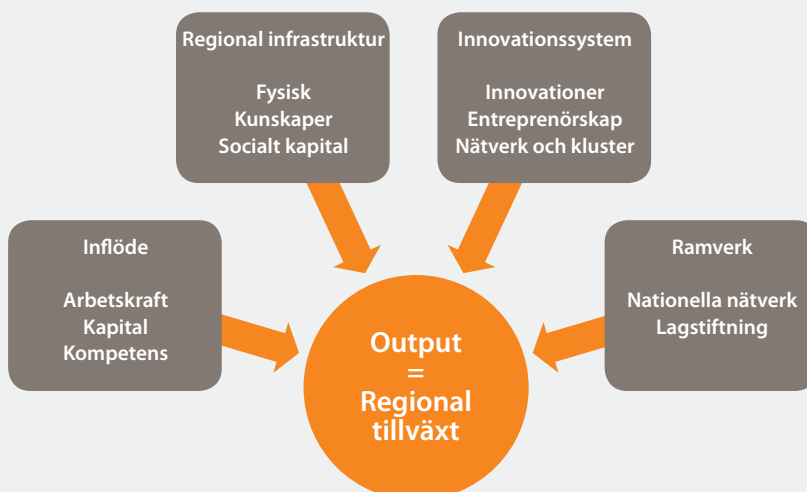 Regional infrastruktur
Fysisk
Kunskaper
Socialt kapital
Innovationssystem
Innovationer
Entreprenörskap
Nätverk och kluster
Inflöde
Arbetskraft
Kapital
Kompetens
Ramverk
Nationella nätverk
Lagstiftning
Output
=
Regional
tillväxt